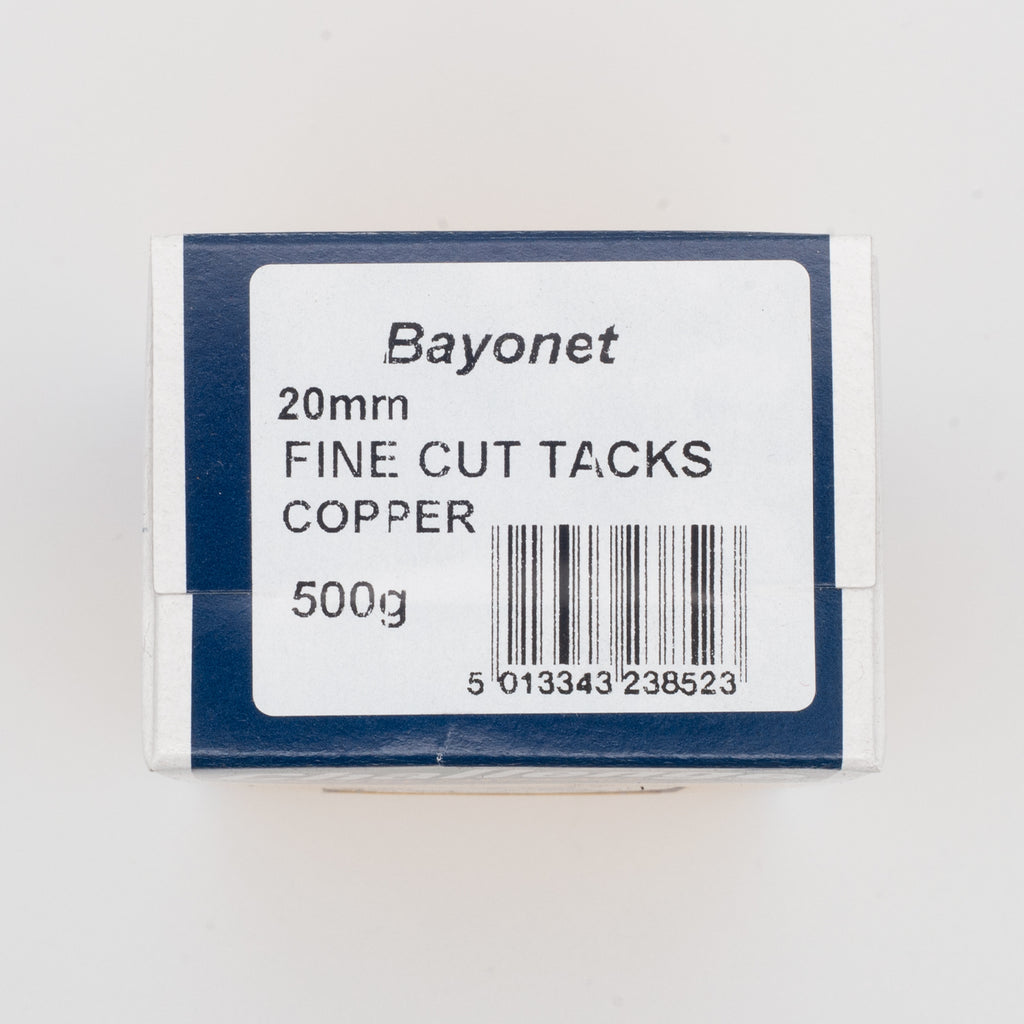 Bayonet
20mm
FINE CUT TACKS
COPPER
500g
5 013343 238523